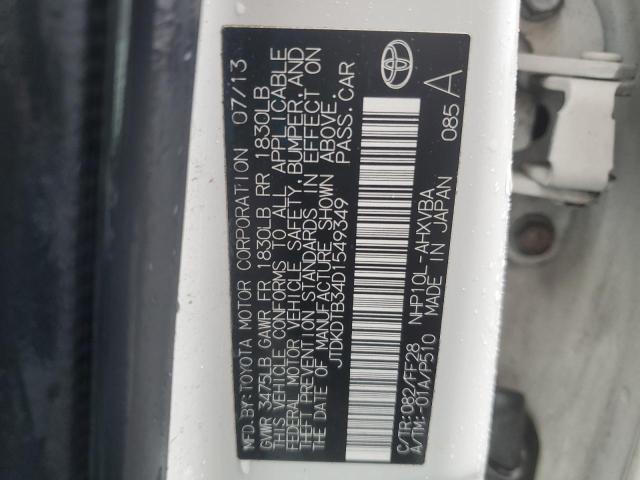 MFD.BY:TOYOTA MOTOR CORPORATION 07/13
GVWR 3475LB GAWR FR 1830LB RR 1830LB
THIS VEHICLE CONFORMS TO ALL APPLICABLE
FEDERAL MOTOR VEHICLE SAFETY,BUMPER,AND
THEFT PREVENTION STANDARDS IN EFFECT ON
THE DATE OF MANUFACTURE SHOWN ABOVE.
JTDKDTB34D1549349 PASS.CAR
C/TR:082/FF28 NHP10L-AHXVBA
A/TM:-01A/P510 MADE IN JAPAN 085 A